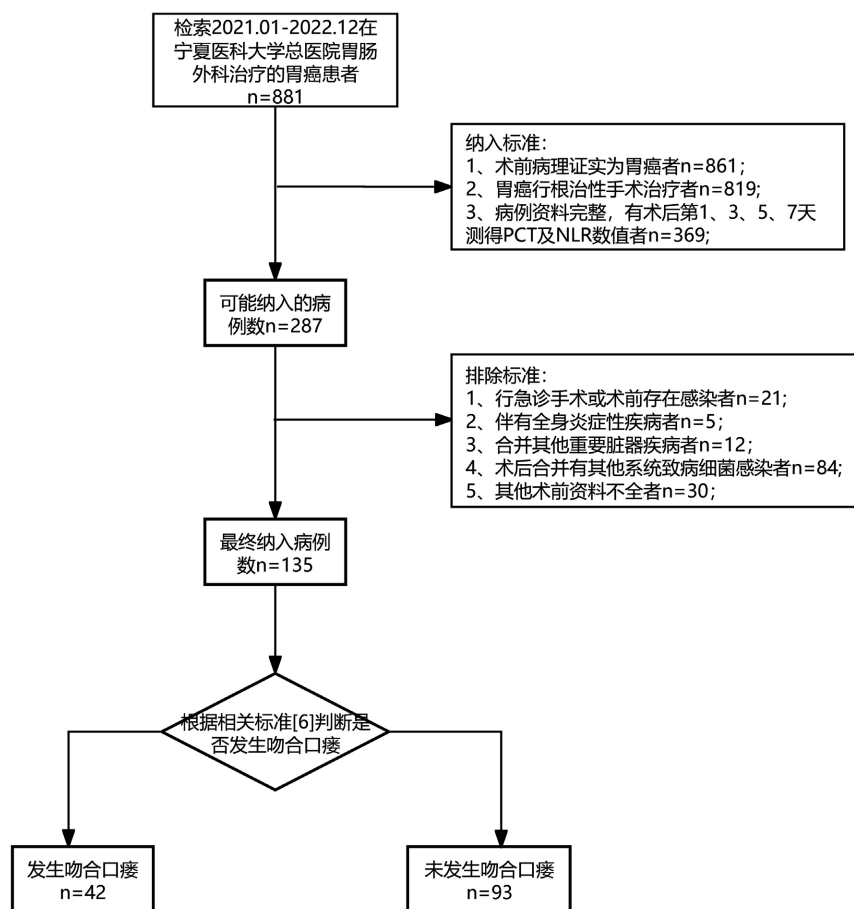 检索2021.01-2022.12在
宁夏医科大学总医院胃肠
外科治疗的胃癌患者
n=881
纳入标准：
1、术前病理证实为胃癌者n=861；
2、胃癌行根治性手术治疗者n=819；
3、病例资料完整，有术后第1、3、5、7天
测得PCT及NLR数值者n=369；
可能纳入的病
例数n=287
排除标准：
1、行急诊手术或术前存在感染者n=21；
2、伴有全身炎症性疾病者n=5；
3、合并其他重要脏器疾病者n=12；
4、术后合并有其他系统致病细菌感染者n=84；
5、其他术前资料不全者n=30；
最终纳入病例
数n=135
根据相关标准[6]判断是
否发生吻合口瘘
发生吻合口瘘
n=42
未发生吻合口瘘
n=93